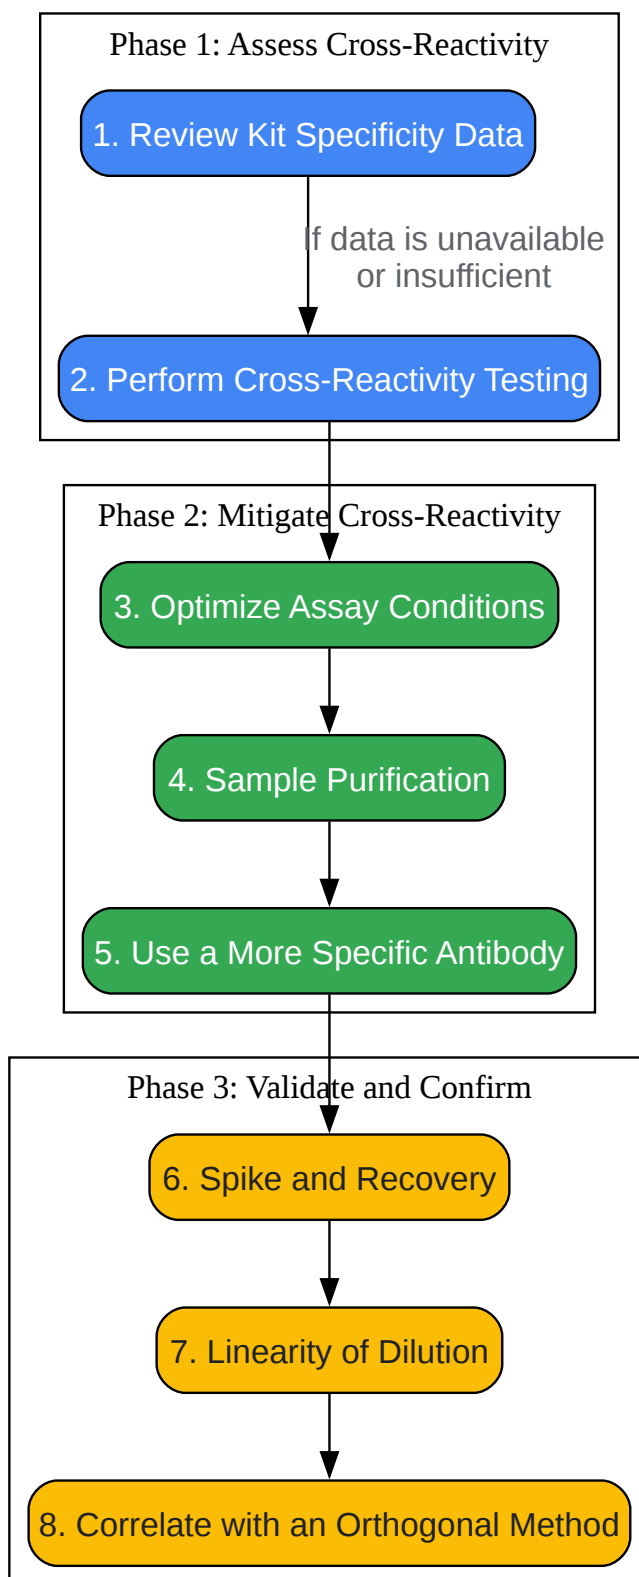 Phase 1: Assess Cross-Reactivity
1. Review Kit Specificity Data
If data is unavailable
or insufficient
2. Perform Cross-Reactivity Testing
Phase 2: Mitigate Cross-Reactivity
3. Optimize Assay Conditions
4. Sample Purification
5. Use a More Specific Antibody
Phase 3: Validate and Confirm
6. Spike and Recovery
7. Linearity of Dilution
8. Correlate with an Orthogonal Method